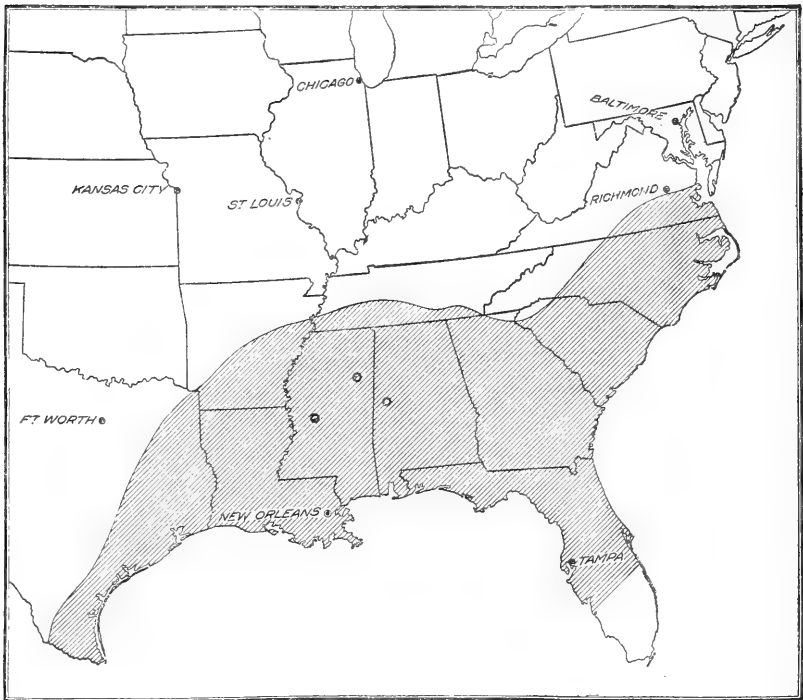 CHICAGO
BALTIMORE
KANSAS CITY
ST LOUIS
RICHMOND
FT WORTH
NEW ORLEANS
TAMPA